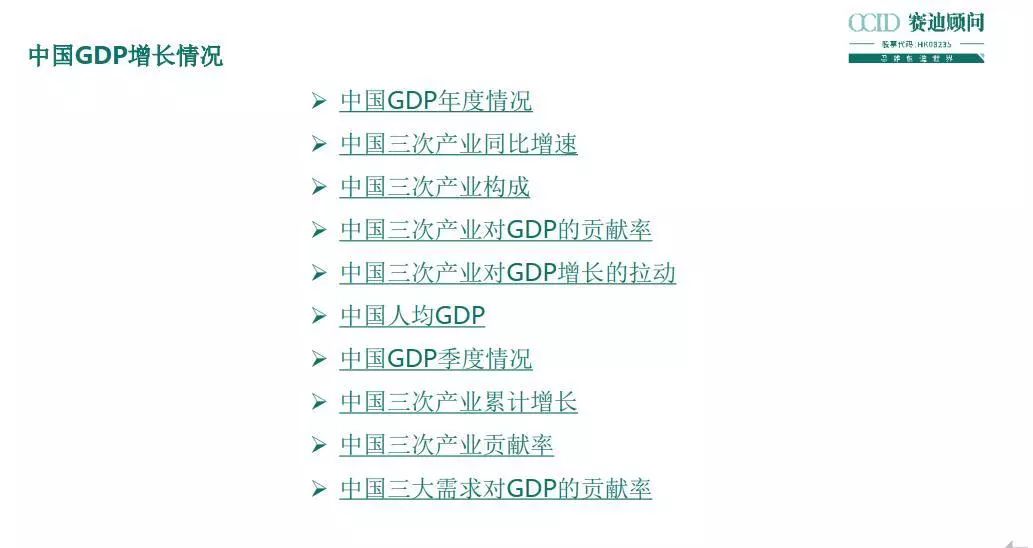 CCID 赛迪顾问
股票代码:HK08235
思维创造世界
中国GDP增长情况
中国GDP年度情况
中国三次产业同比增速
中国三次产业构成
中国三次产业对GDP的贡献率
中国三次产业对GDP增长的拉动
中国人均GDP
中国GDP季度情况
中国三次产业累计增长
中国三次产业贡献率
中国三大需求对GDP的贡献率